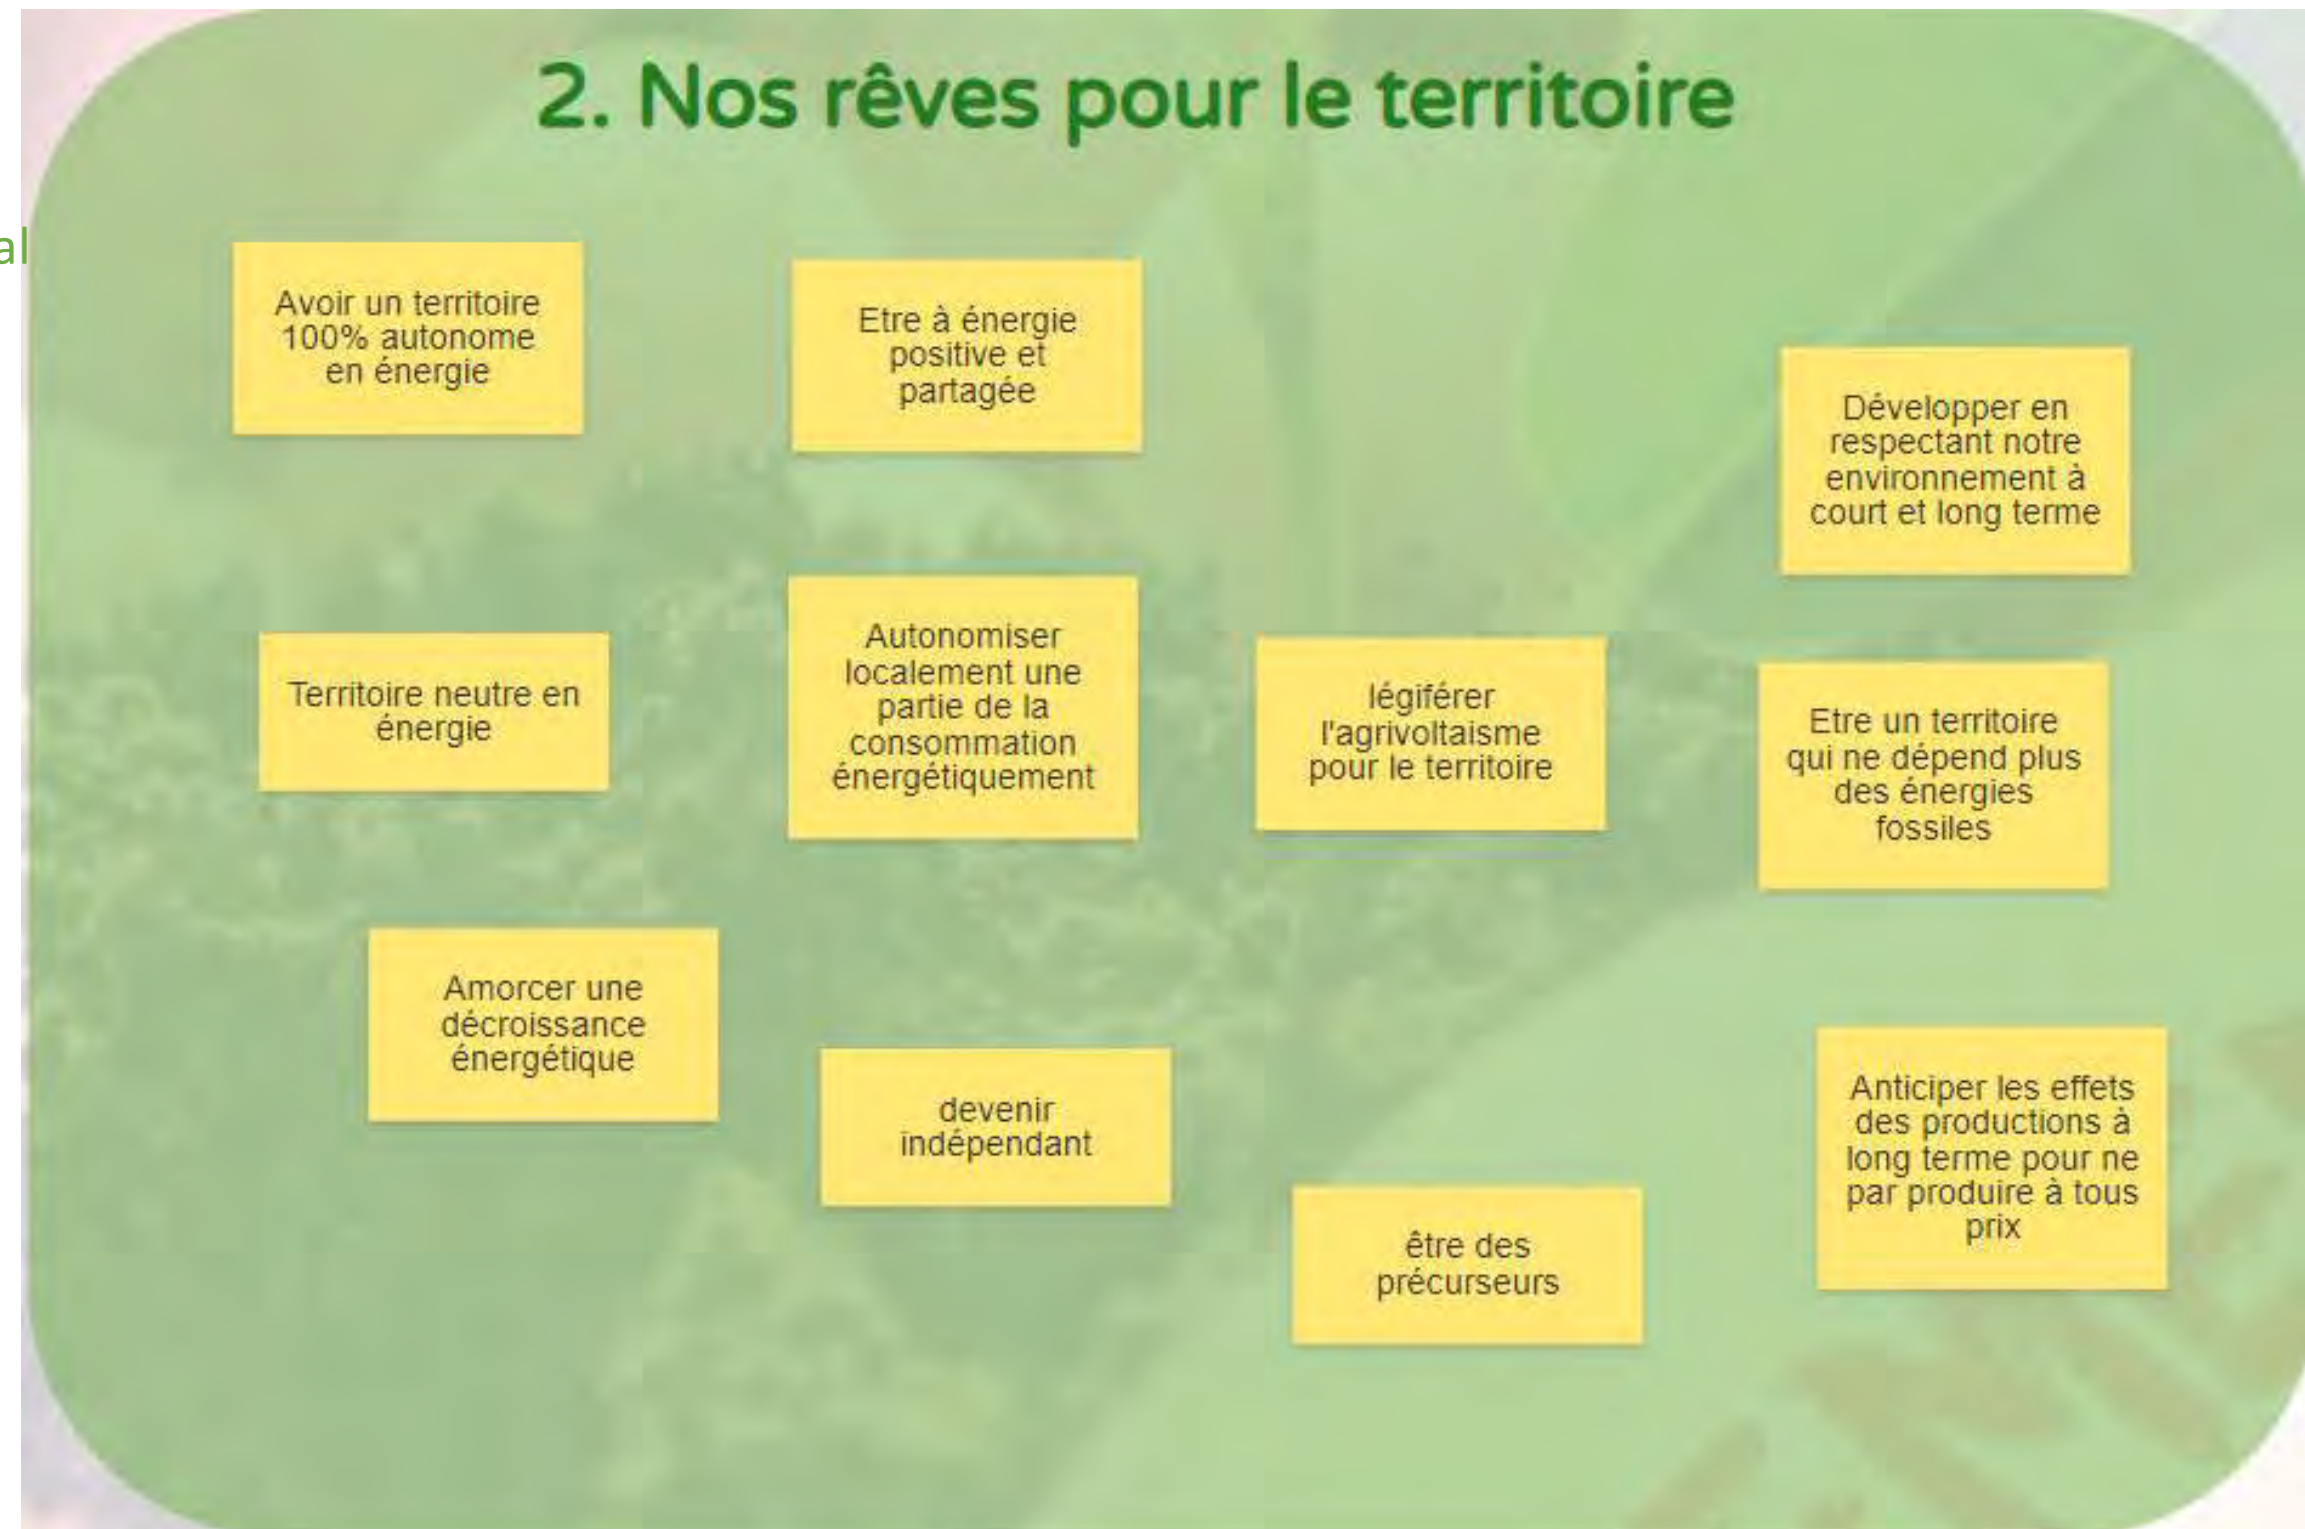 2. Nos rêves pour le territoire
al
Avoir un territoire
100% autonome
en énergie
Etre à énergie
positive et
partagée
Développer en
respectant notre
environnement à
court et long terme
Territoire neutre en
énergie
Autonomiser
localement une
partie de la
consommation
énergétiquement
légiférer
l'agrivoltaisme
pour le territoire
Etre un territoire
qui ne dépend plus
des énergies
fossiles
Amorcer une
décroissance
énergétique
devenir
indépendant
être des
précurseurs
Anticiper les effets
des productions à
long terme pour ne
par produire à tous
prix